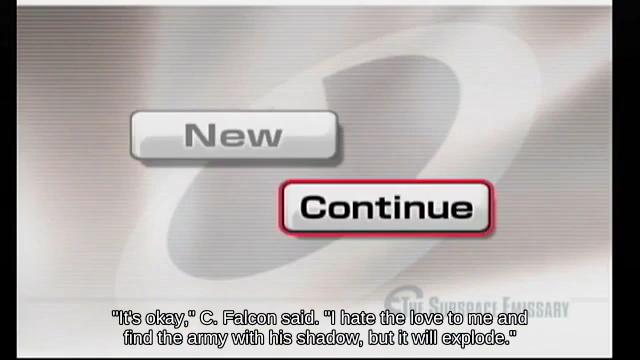 New
Continue
THE SUBSPACE EMISSARY
"It's okay," C. Falcon said. "I hate the love to me and
find the army with his shadow, but it will explode."